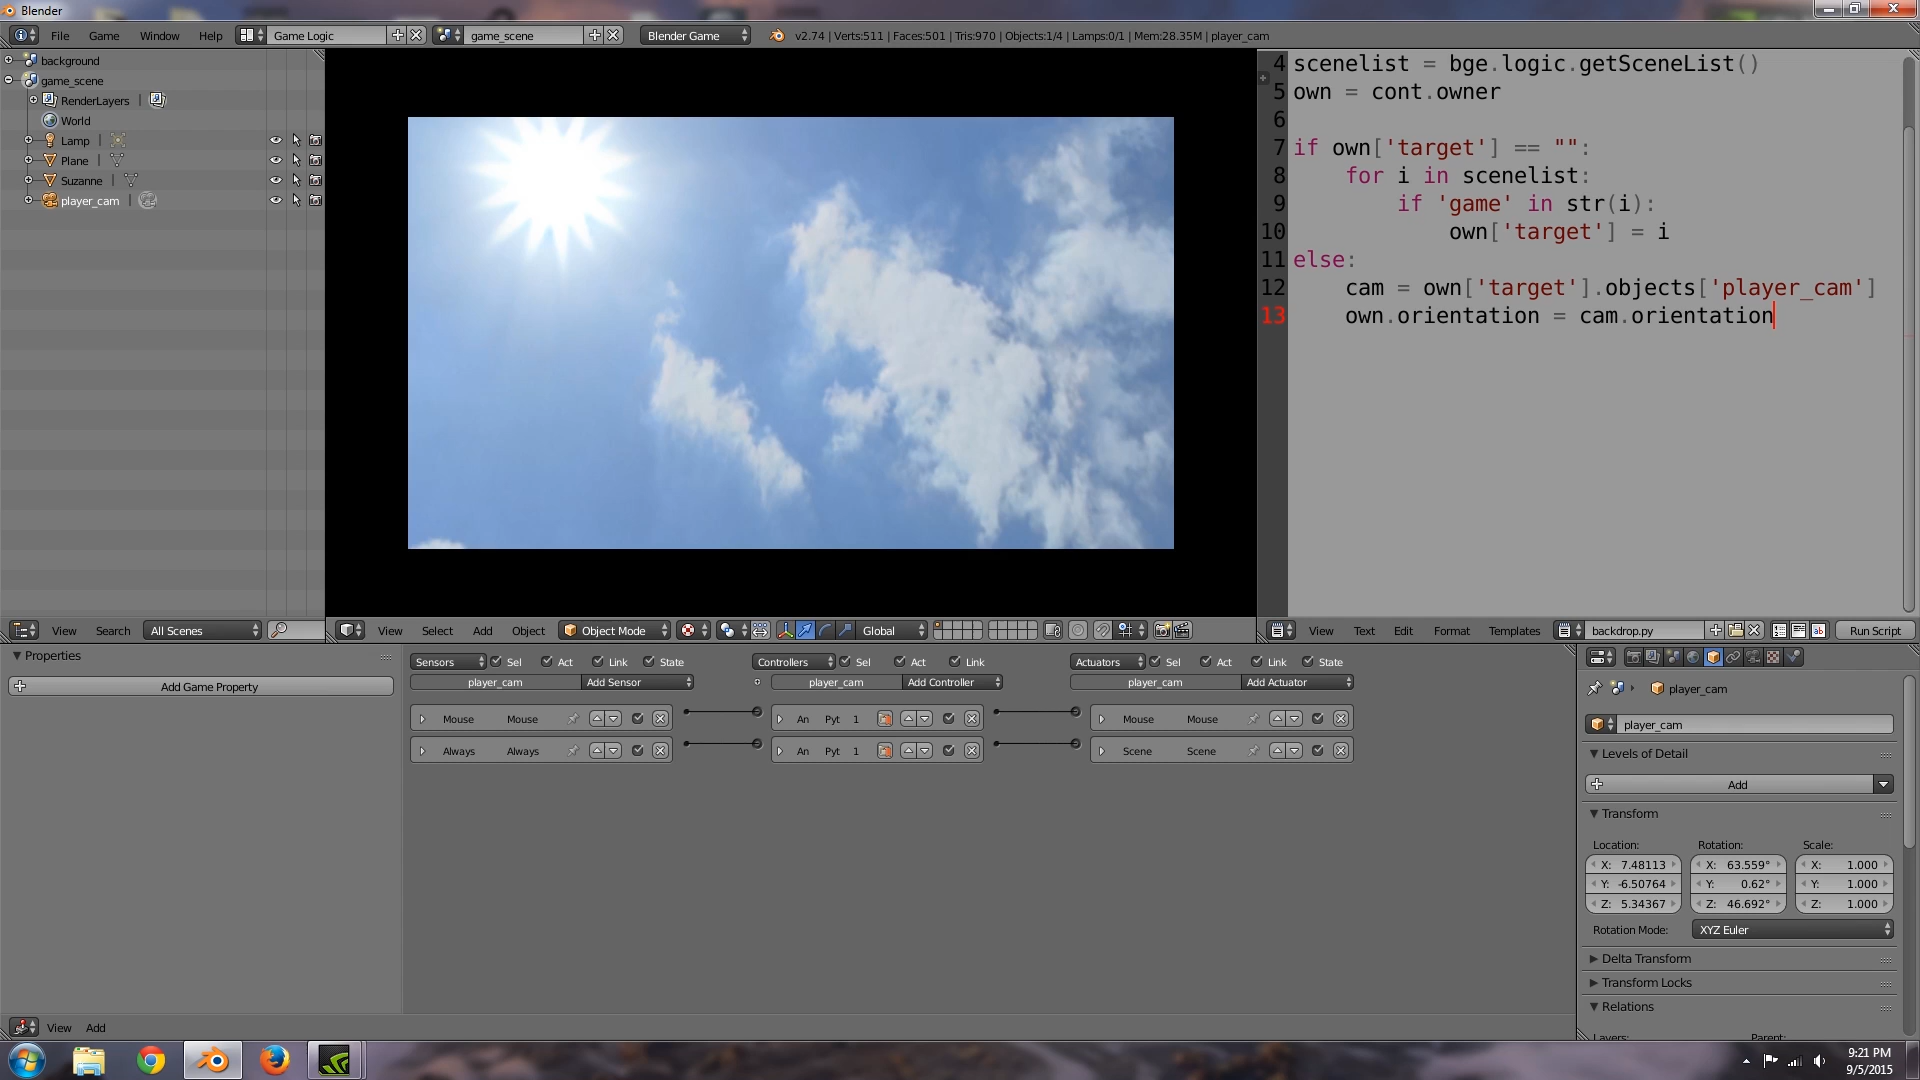 Blender
File Game Window Help Game Logic game_scene Blender Game v2.74 | Verts:511 | Faces:501 | Tris:970 | Objects:1/4 | Lamps:0/1 | Mem:28.35M | player_cam
background
game_scene
RenderLayers |
World
Lamp |
Plane |
Suzanne |
player_cam |
View Search All Scenes
View Select Add Object Object Mode Global
4 scenelist = bge.logic.getSceneList()
5 own = cont.owner
6
7 if own['target'] == "":
8 for i in scenelist:
9 if 'game' in str(i):
10 own['target'] = i
11 else:
12 cam = own['target'].objects['player_cam']
13 own.orientation = cam.orientation
View Text Edit Format Templates backdrop.py Run Script
Properties
Add Game Property
Sensors Sel Act Link State Controllers Sel Act Link Actuators Sel Act Link State
player_cam Add Sensor player_cam Add Controller player_cam Add Actuator
Mouse Mouse An Pyt 1 Mouse Mouse
Always Always An Pyt 1 Scene Scene
View Add
player_cam
player_cam
Levels of Detail
Add
Transform
Location: Rotation: Scale:
X: 7.48113 X: 63.559° X: 1.000
Y: -6.50764 Y: 0.62° Y: 1.000
Z: 5.34367 Z: 46.692° Z: 1.000
Rotation Mode: XYZ Euler
Delta Transform
Transform Locks
Relations
Layers: Parent:
9:21 PM
9/5/2015